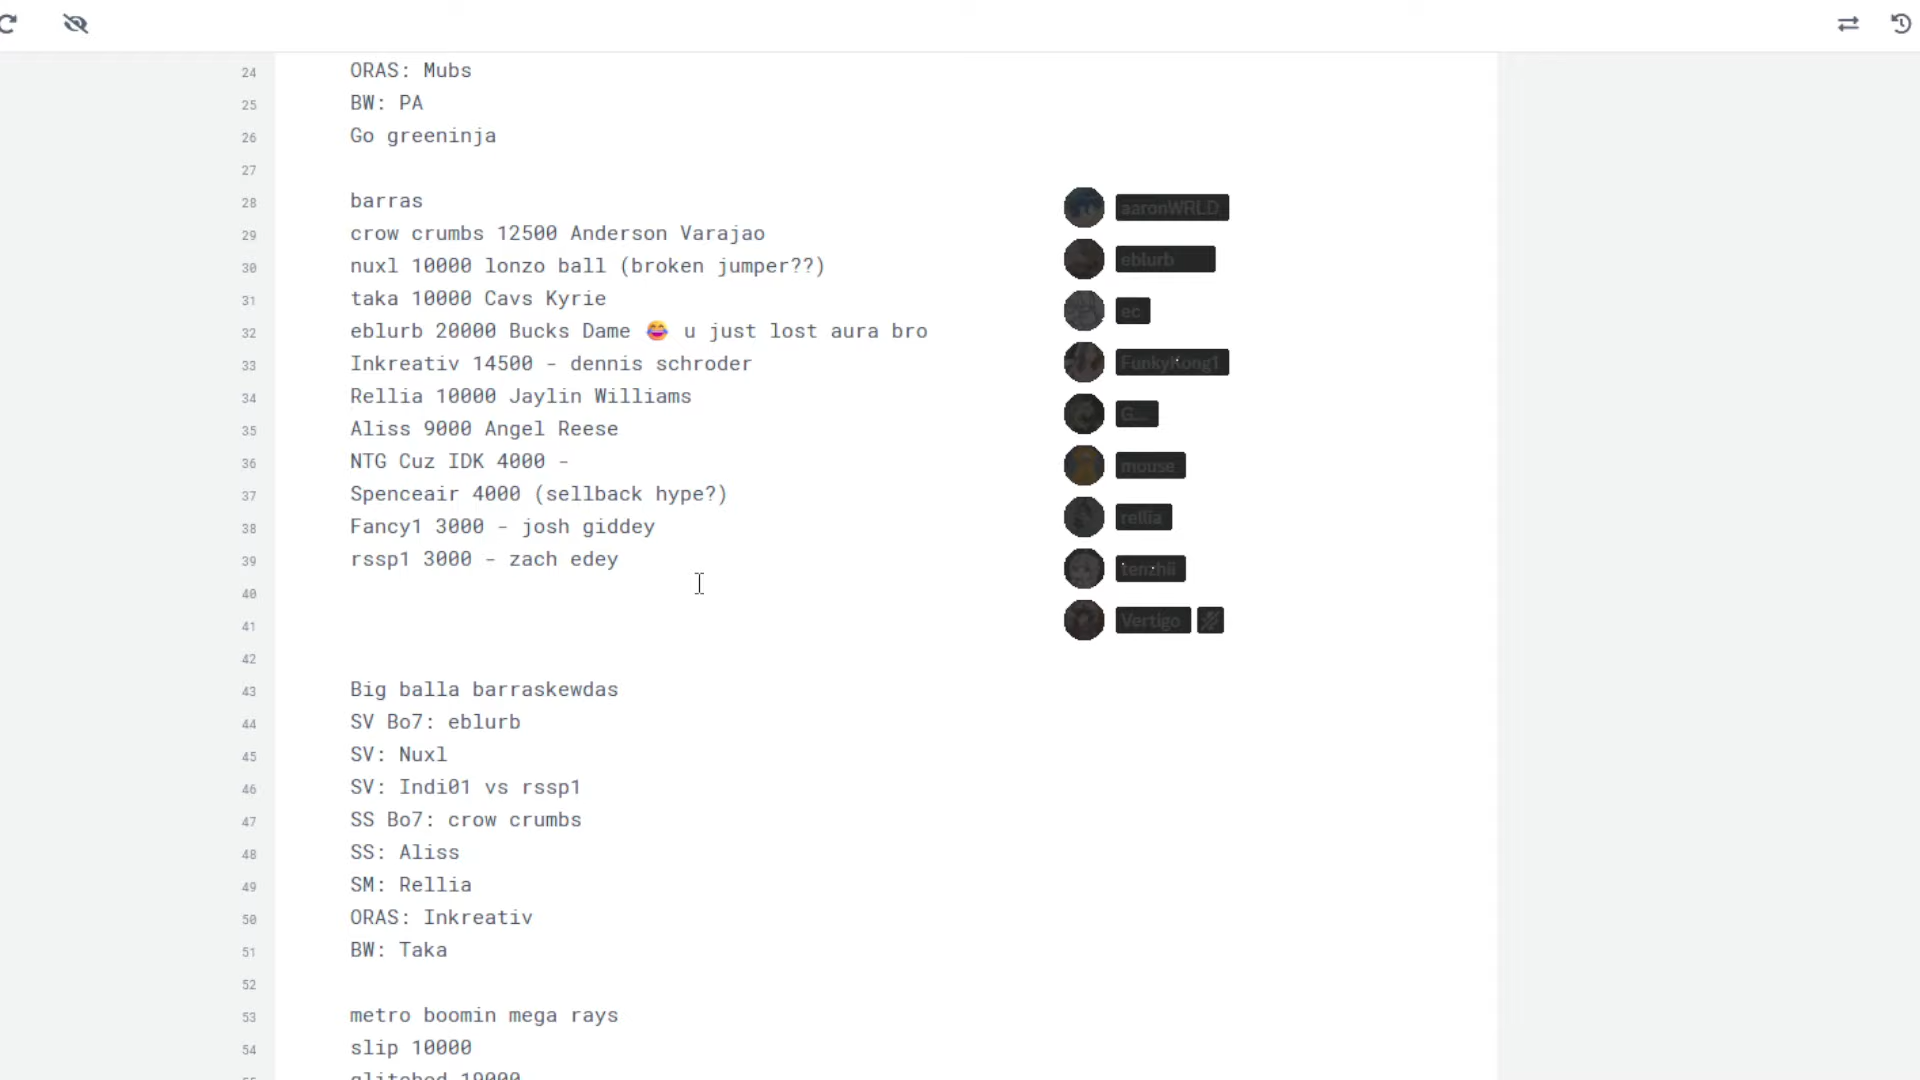 24 ORAS: Mubs
25 BW: PA
26 Go greeninja
27
28 barras
29 crow crumbs 12500 Anderson Varajao
30 nuxl 10000 lonzo ball (broken jumper??)
31 taka 10000 Cavs Kyrie
32 eblurb 20000 Bucks Dame 😂 u just lost aura bro
33 Inkreativ 14500 - dennis schroder
34 Rellia 10000 Jaylin Williams
35 Aliss 9000 Angel Reese
36 NTG Cuz IDK 4000 -
37 Spenceair 4000 (sellback hype?)
38 Fancy1 3000 - josh giddey
39 rssp1 3000 - zach edey
40
41
42
43 Big balla barraskewdas
44 SV Bo7: eblurb
45 SV: Nuxl
46 SV: Indi01 vs rssp1
47 SS Bo7: crow crumbs
48 SS: Aliss
49 SM: Rellia
50 ORAS: Inkreativ
51 BW: Taka
52
53 metro boomin mega rays
54 slip 10000
glitched 19000
aaronWRLD
eblurb
ec
FunkyKong1
G...
mouse
rellia
tenzhii
Vertigo